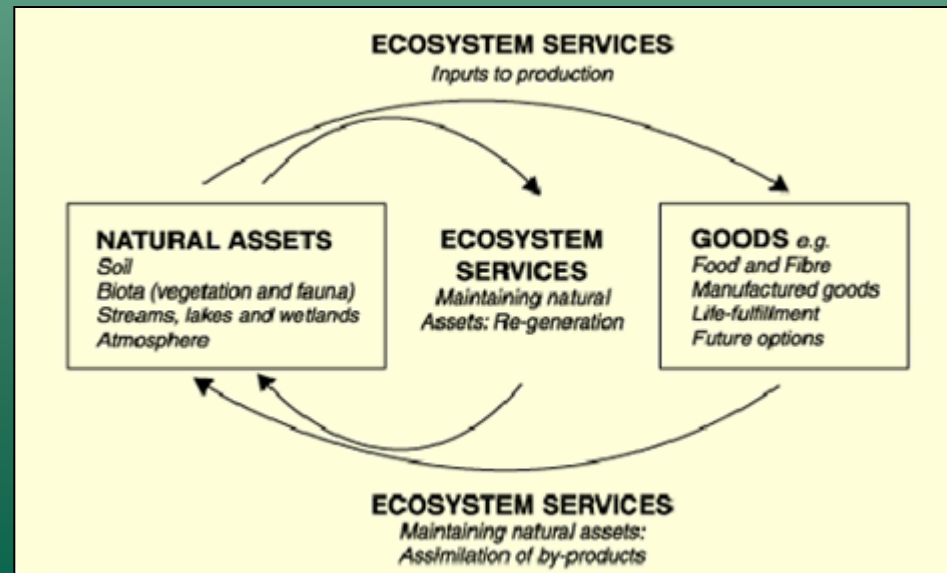 ECOSYSTEM SERVICES
Inputs to production
NATURAL ASSETS
Soil
Biota (vegetation and fauna)
Streams, lakes and wetlands
Atmosphere
ECOSYSTEM
SERVICES
Maintaining natural
Assets: Re-generation
GOODS e.g.
Food and Fibre
Manufactured goods
Life-fulfillment
Future options
ECOSYSTEM SERVICES
Maintaining natural assets:
Assimilation of by-products